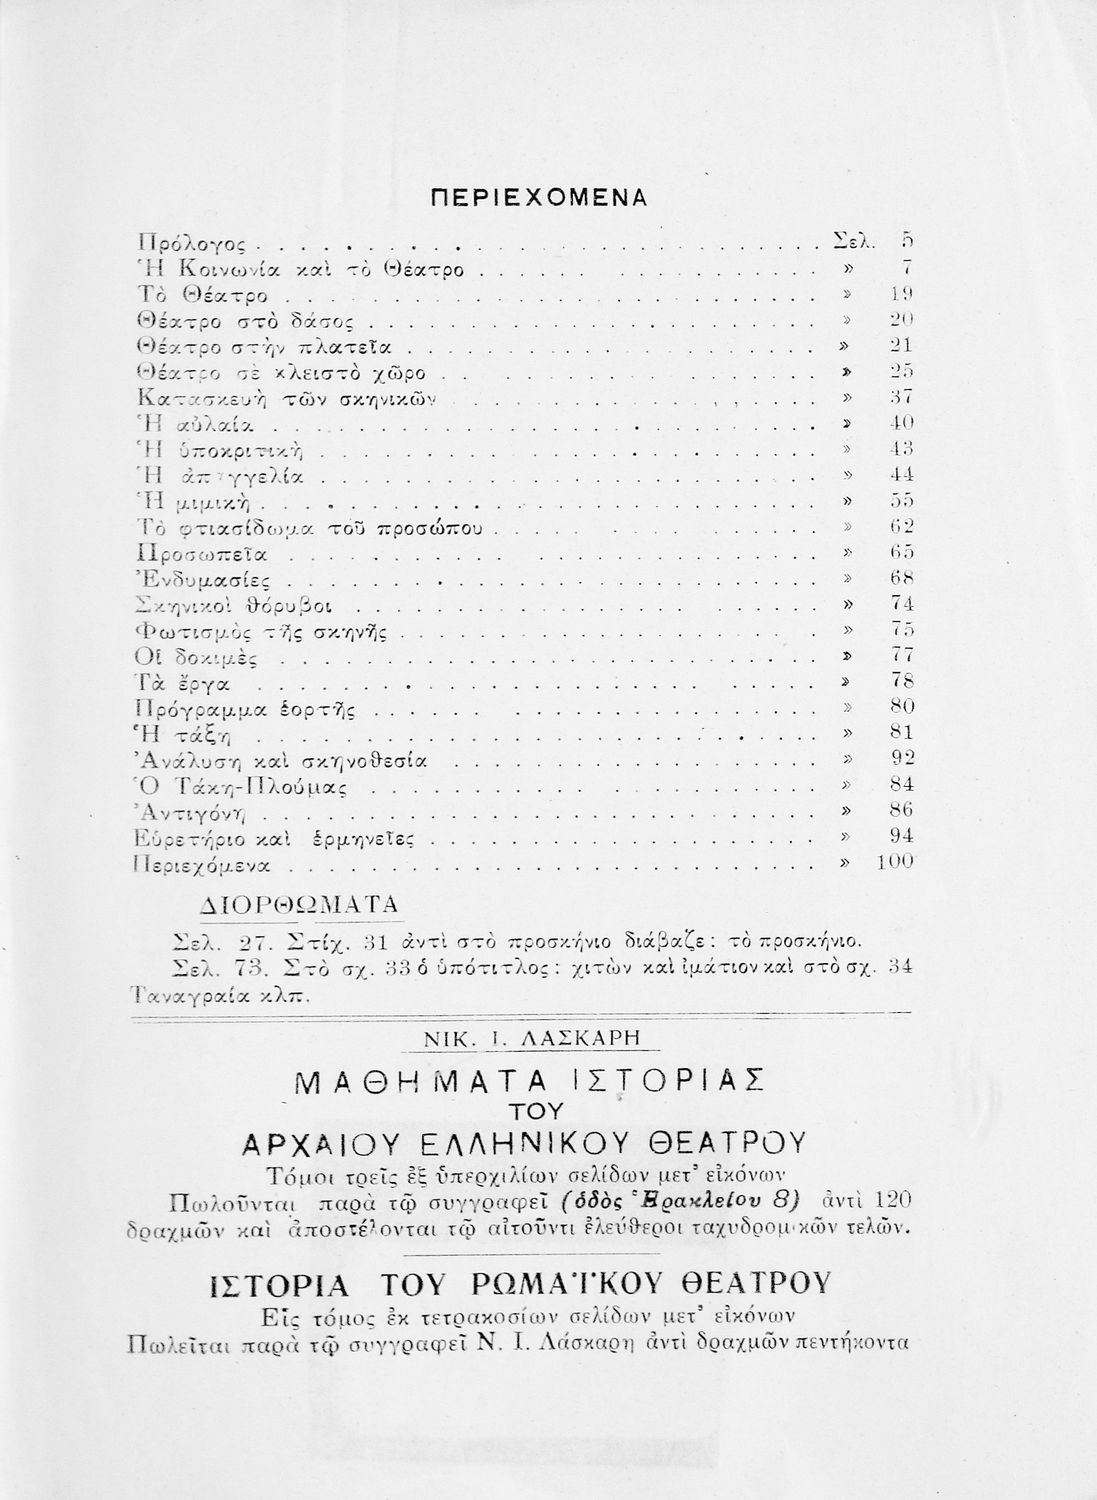 ΠΕΡΙΕΧΟΜΕΝΑ
Πρόλογος . . . . . . . . . . . . . . . . . . . . . . . . . . Σελ. 5
Ἡ Κοινωνία καὶ τὸ Θέατρο . . . . . . . . . . . . . . . . » 7
Τὸ Θέατρο . . . . . . . . . . . . . . . . . . . . . . . . . » 19
Θέατρο στὸ δάσος . . . . . . . . . . . . . . . . . . . . . » 20
Θέατρο στὴν πλατεῖα . . . . . . . . . . . . . . . . . . . » 21
Θέατρο σὲ κλειστὸ χῶρο . . . . . . . . . . . . . . . . . . » 25
Κατασκευὴ τῶν σκηνικῶν . . . . . . . . . . . . . . . . . » 37
Ἡ αὐλαία . . . . . . . . . . . . . . . . . . . . . . . . . » 40
Ἡ ὑποκριτικὴ . . . . . . . . . . . . . . . . . . . . . . . » 43
Ἡ ἀπαγγελία . . . . . . . . . . . . . . . . . . . . . . . » 44
Ἡ μιμικὴ . . . . . . . . . . . . . . . . . . . . . . . . . » 55
Τὸ φτιασίδωμα τοῦ προσώπου . . . . . . . . . . . . . . . » 62
Προσωπεῖα . . . . . . . . . . . . . . . . . . . . . . . . » 65
Ἐνδυμασίες . . . . . . . . . . . . . . . . . . . . . . . . » 68
Σκηνικοὶ θόρυβοι . . . . . . . . . . . . . . . . . . . . . » 74
Φωτισμὸς τῆς σκηνῆς . . . . . . . . . . . . . . . . . . . » 75
Οἱ δοκιμὲς . . . . . . . . . . . . . . . . . . . . . . . . » 77
Τὰ ἔργα . . . . . . . . . . . . . . . . . . . . . . . . . » 78
Πρόγραμμα ἑορτῆς . . . . . . . . . . . . . . . . . . . . » 80
Ἡ τάξη . . . . . . . . . . . . . . . . . . . . . . . . . . » 81
Ἀνάλυση καὶ σκηνοθεσία . . . . . . . . . . . . . . . . . » 92
Ὁ Τάκη-Πλούμας . . . . . . . . . . . . . . . . . . . . . » 84
Ἀντιγόνη . . . . . . . . . . . . . . . . . . . . . . . . . » 86
Εὑρετήριο καὶ ἑρμηνεῖες . . . . . . . . . . . . . . . . . . » 94
Περιεχόμενα . . . . . . . . . . . . . . . . . . . . . . . . » 100
ΔΙΟΡΘΩΜΑΤΑ
Σελ. 27. Στίχ. 31 ἀντὶ στὸ προσκήνιο διάβαζε: τὸ προσκήνιο.
Σελ. 73. Στὸ σχ. 33 ὁ ὑπότιτλος: χιτὼν καὶ ἱμάτιον καὶ στὸ σχ. 34
Ταναγραία κλπ.
ΝΙΚ. Ι. ΛΑΣΚΑΡΗ
ΜΑΘΗΜΑΤΑ ΙΣΤΟΡΙΑΣ
ΤΟΥ
ΑΡΧΑΙΟΥ ΕΛΛΗΝΙΚΟΥ ΘΕΑΤΡΟΥ
Τόμοι τρεῖς ἐξ ὑπερχιλίων σελίδων μετ' εἰκόνων
Πωλοῦνται παρὰ τῷ συγγραφεῖ (ὁδὸς Ἡρακλείου 8) ἀντὶ 120
δραχμῶν καὶ ἀποστέλονται τῷ αἰτοῦντι ἐλεύθεροι ταχυδρομικῶν τελῶν.
ΙΣΤΟΡΙΑ ΤΟΥ ΡΩΜΑΪΚΟΥ ΘΕΑΤΡΟΥ
Εἷς τόμος ἐκ τετρακοσίων σελίδων μετ' εἰκόνων
Πωλεῖται παρὰ τῷ συγγραφεῖ Ν. Ι. Λάσκαρη ἀντὶ δραχμῶν πεντήκοντα